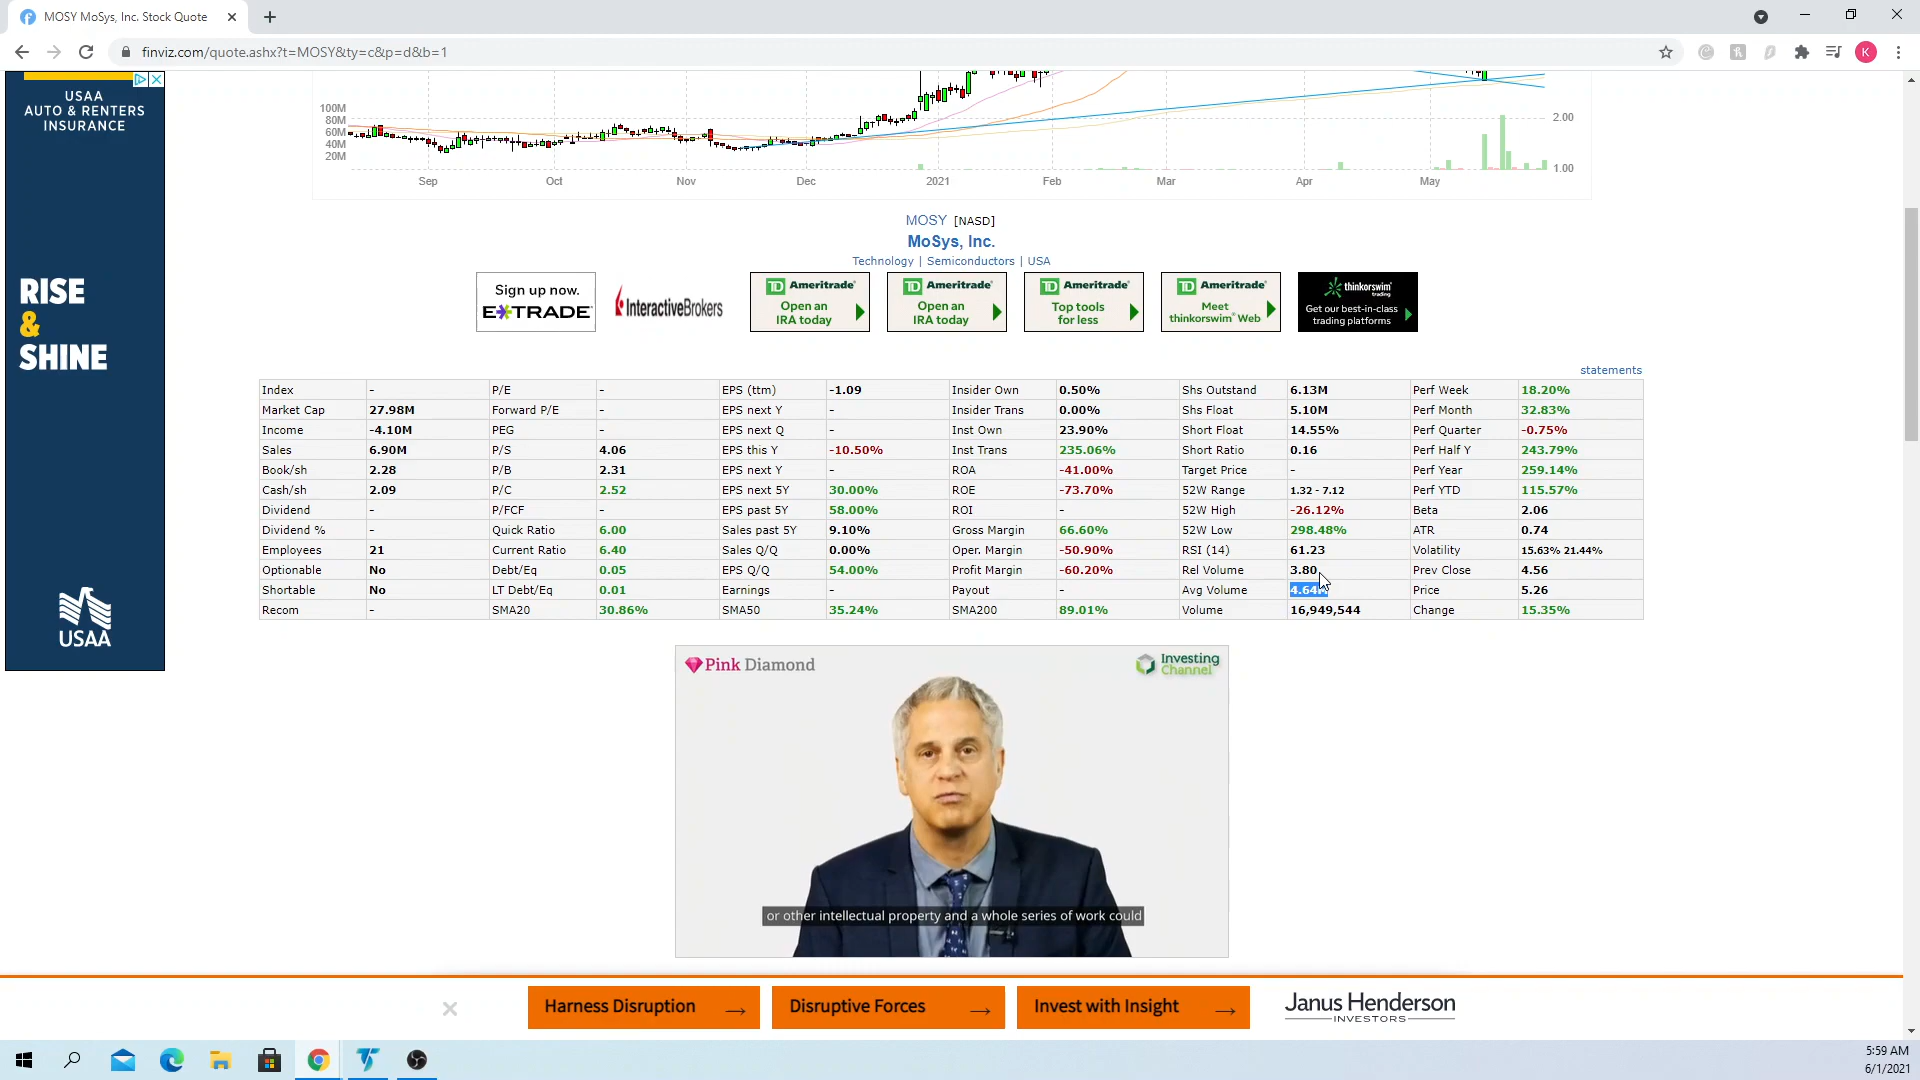 MOSY MoSys, Inc. Stock Quote
finviz.com/quote.ashx?t=MOSY&ty=c&p=d&b=1
K
USAA
AUTO & RENTERS
INSURANCE
RISE
&
SHINE
USAA
100M
80M
60M
40M
20M
2.00
1.00
Sep Oct Nov Dec 2021 Feb Mar Apr May
MOSY [NASD]
MoSys, Inc.
Technology | Semiconductors | USA
Sign up now.
E*TRADE
InteractiveBrokers
TD Ameritrade
Open an
IRA today
TD Ameritrade
Open an
IRA today
TD Ameritrade
Top tools
for less
TD Ameritrade
Meet
thinkorswim® Web
thinkorswim
trading
Get our best-in-class
trading platforms
statements
Index - P/E - EPS (ttm) -1.09 Insider Own 0.50% Shs Outstand 6.13M Perf Week 18.20%
Market Cap 27.98M Forward P/E - EPS next Y - Insider Trans 0.00% Shs Float 5.10M Perf Month 32.83%
Income -4.10M PEG - EPS next Q - Inst Own 23.90% Short Float 14.55% Perf Quarter -0.75%
Sales 6.90M P/S 4.06 EPS this Y -10.50% Inst Trans 235.06% Short Ratio 0.16 Perf Half Y 243.79%
Book/sh 2.28 P/B 2.31 EPS next Y - ROA -41.00% Target Price - Perf Year 259.14%
Cash/sh 2.09 P/C 2.52 EPS next 5Y 30.00% ROE -73.70% 52W Range 1.32 - 7.12 Perf YTD 115.57%
Dividend - P/FCF - EPS past 5Y 58.00% ROI - 52W High -26.12% Beta 2.06
Dividend % - Quick Ratio 6.00 Sales past 5Y 9.10% Gross Margin 66.60% 52W Low 298.48% ATR 0.74
Employees 21 Current Ratio 6.40 Sales Q/Q 0.00% Oper. Margin -50.90% RSI (14) 61.23 Volatility 15.63% 21.44%
Optionable No Debt/Eq 0.05 EPS Q/Q 54.00% Profit Margin -60.20% Rel Volume 3.80 Prev Close 4.56
Shortable No LT Debt/Eq 0.01 Earnings - Payout - Avg Volume 4.64M Price 5.26
Recom - SMA20 30.86% SMA50 35.24% SMA200 89.01% Volume 16,949,544 Change 15.35%
Pink Diamond
Investing
Channel
or other intellectual property and a whole series of work could
Harness Disruption → Disruptive Forces → Invest with Insight →
Janus Henderson
INVESTORS
5:59 AM
6/1/2021